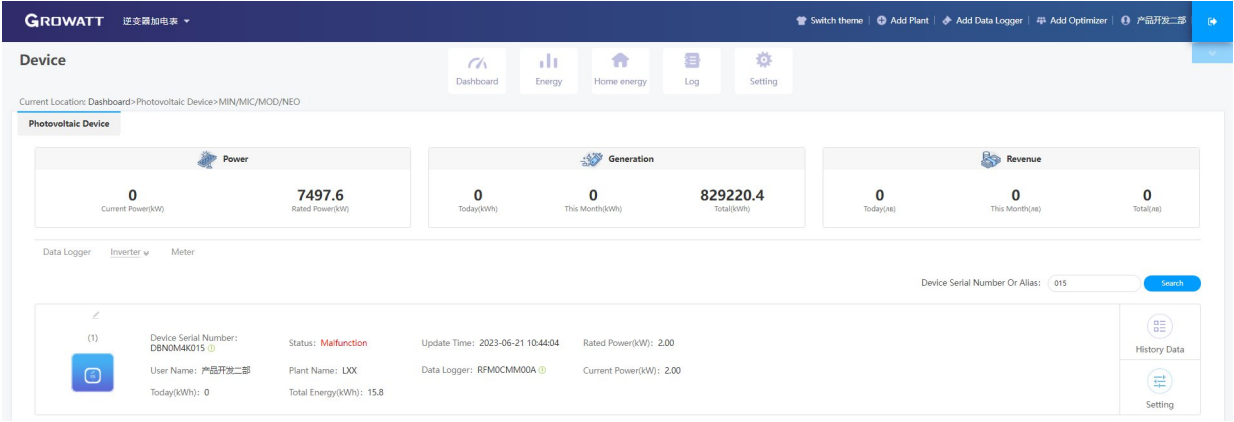 GROWATT 逆变器加电表 Switch theme | Add Plant | Add Data Logger | Add Optimizer | 产品开发二部
Device
Dashboard Energy Home energy Log Setting
Current Location: Dashboard>Photovoltaic Device>MIN/MIC/MOD/NEO
Photovoltaic Device
Power Generation Revenue
0 7497.6 0 0 829220.4 0 0 0
Current Power(kW) Rated Power(kW) Today(kWh) This Month(kWh) Total(kWh) Today(лв) This Month(лв) Total(лв)
Data Logger Inverter Meter
Device Serial Number Or Alias: 015 Search
(1) Device Serial Number: Status: Malfunction Update Time: 2023-06-21 10:44:04 Rated Power(kW): 2.00
DBN0M4K015
History Data
User Name: 产品开发二部 Plant Name: LXX Data Logger: RFM0CMM00A Current Power(kW): 2.00
Today(kWh): 0 Total Energy(kWh): 15.8
Setting